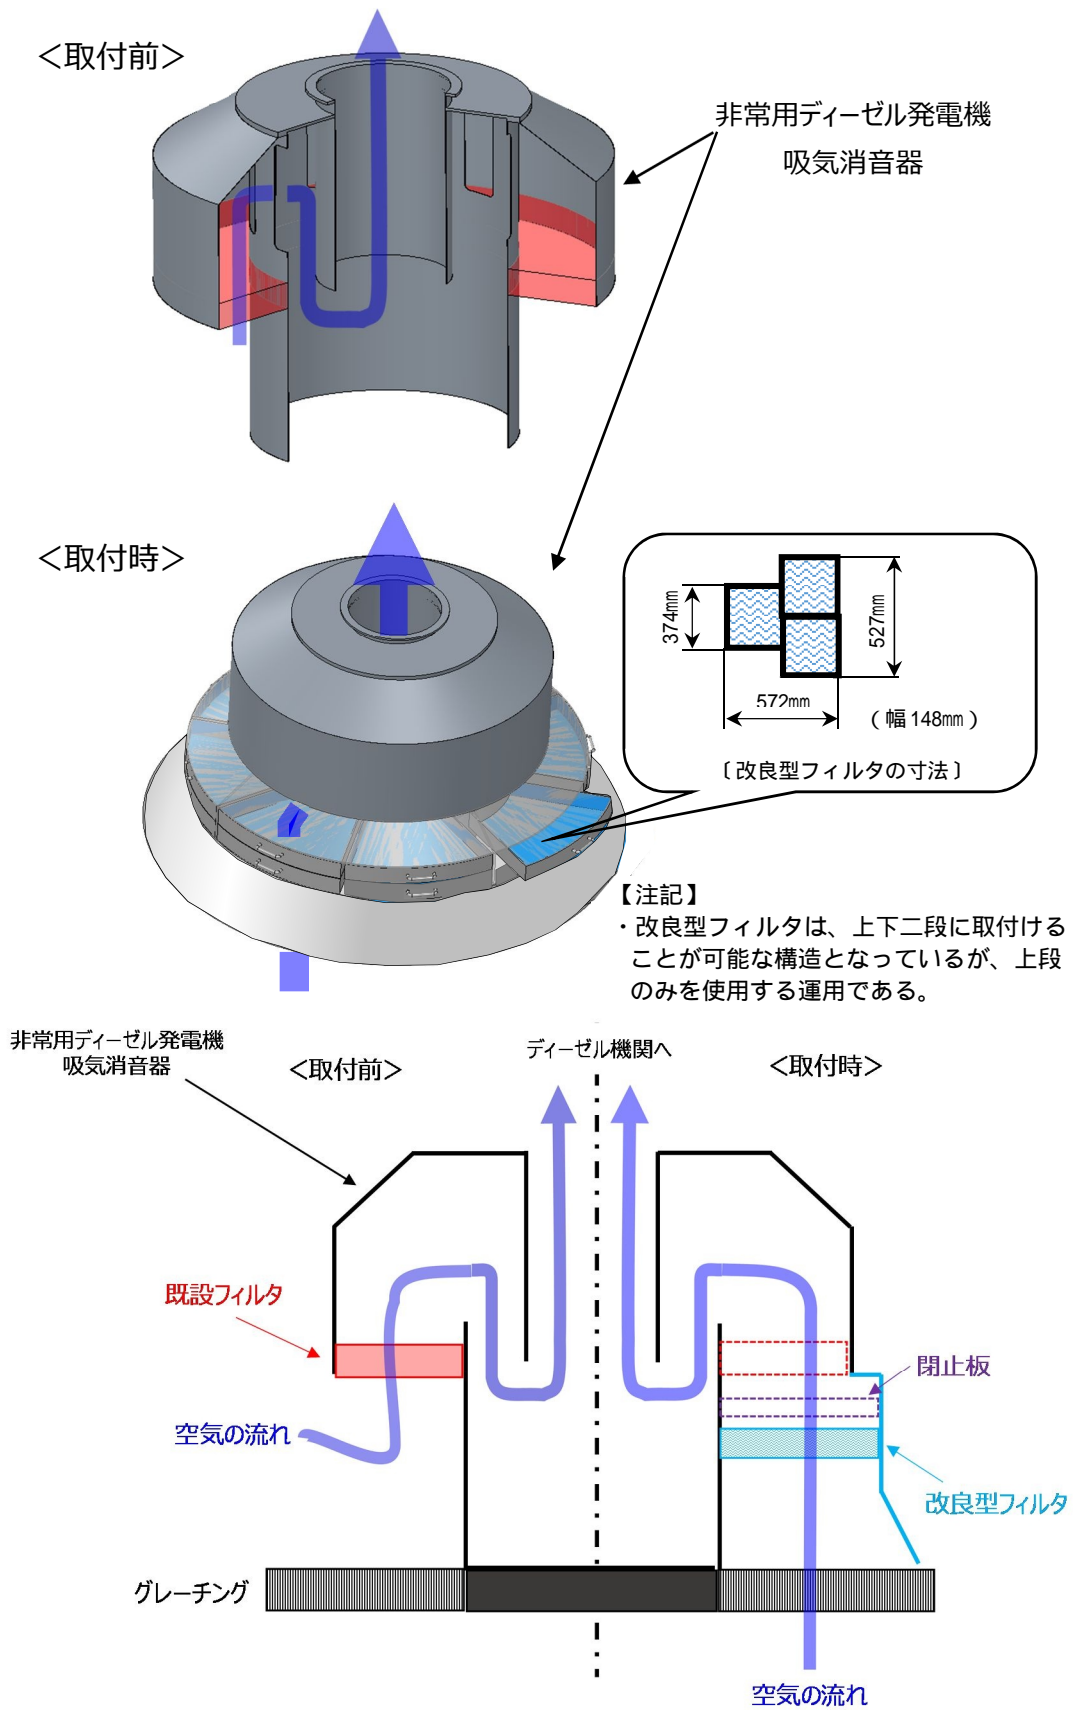 ＜取付前＞
非常用ディーゼル発電機
吸気消音器
＜取付時＞
374㎜
527㎜
572㎜
（幅148㎜）
〔改良型フィルタの寸法〕
【注記】
・改良型フィルタは、上下二段に取付ける
ことが可能な構造となっているが、上段
のみを使用する運用である。
非常用ディーゼル発電機
吸気消音器
＜取付前＞
ディーゼル機関へ
＜取付時＞
既設フィルタ
閉止板
空気の流れ
改良型フィルタ
グレーチング
空気の流れ